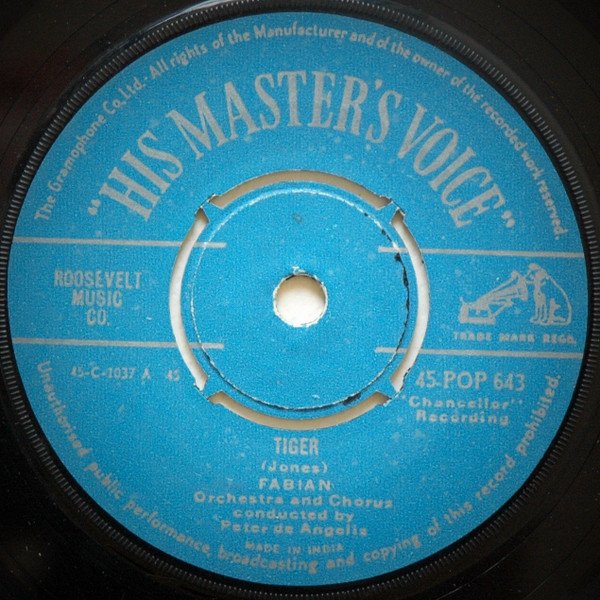 The Gramophone Co., Ltd.-All rights of the Manufacturer and of the owner of the recorded work reserved.
"HIS MASTER'S VOICE"
ROOSEVELT
MUSIC
CO.
TRADE MARK REGD.
45-C-1037 A 45
45-POP 643
"Chancellor"
Recording
TIGER
(Jones)
FABIAN
Orchestra and Chorus
conducted by
Peter de Angelis
MADE IN INDIA
Unauthorised public performance, broadcasting and copying of this record prohibited.